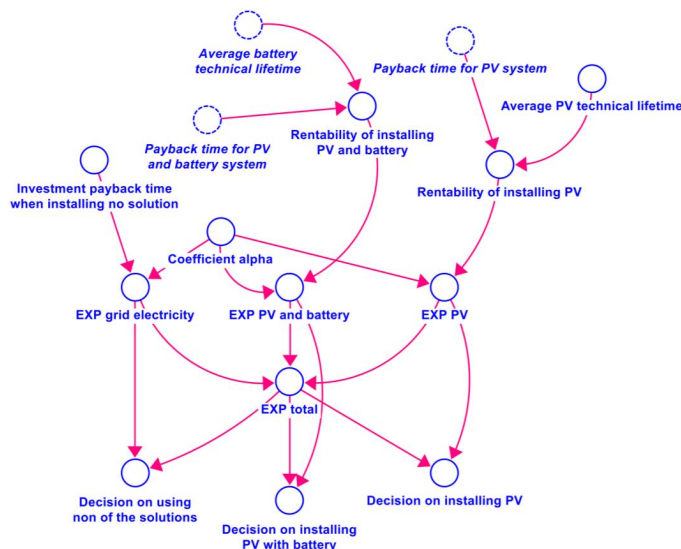 Average battery
technical lifetime
Payback time for PV system
Average PV technical lifetime
Payback time for PV
and battery system
Rentability of installing
PV and battery
Investment payback time
when installing no solution
Rentability of installing PV
Coefficient alpha
EXP grid electricity
EXP PV and battery
EXP PV
EXP total
Decision on using
non of the solutions
Decision on installing
PV with battery
Decision on installing PV